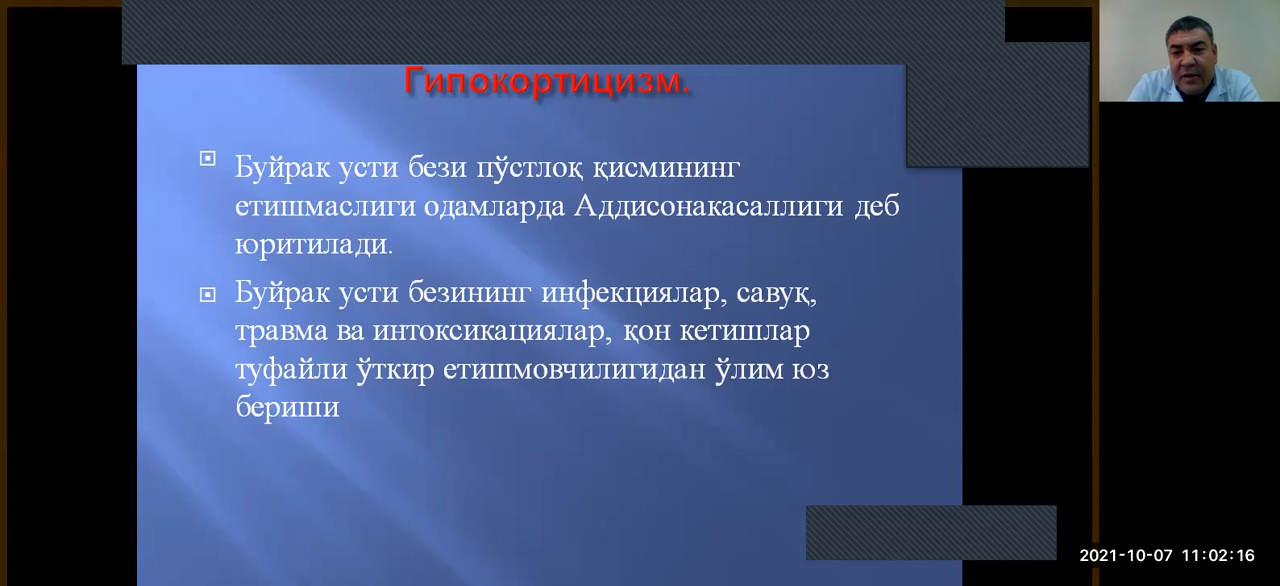 Гипокортицизм.
Буйрак усти бези пўстлоқ қисмининг
етишмаслиги одамларда Аддисонакасаллиги деб
юритилади.
Буйрак усти безининг инфекциялар, савуқ,
травма ва интоксикациялар, қон кетишлар
туфайли ўткир етишмовчилигидан ўлим юз
бериши
2021-10-07 11:02:16